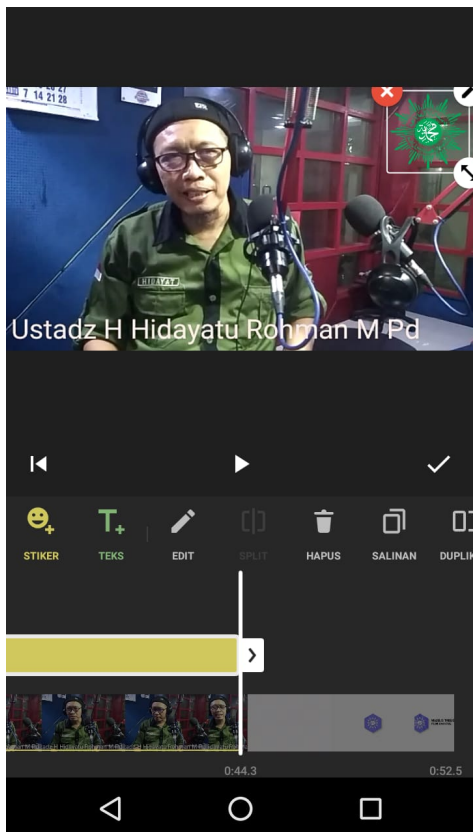 7 14 21 28
HIDAYAT
Ustadz H Hidayatu Rohman M Pd
STIKER
TEKS
EDIT
SPLIT
HAPUS
SALINAN
DUPLIK
0:44.3
0:52.5